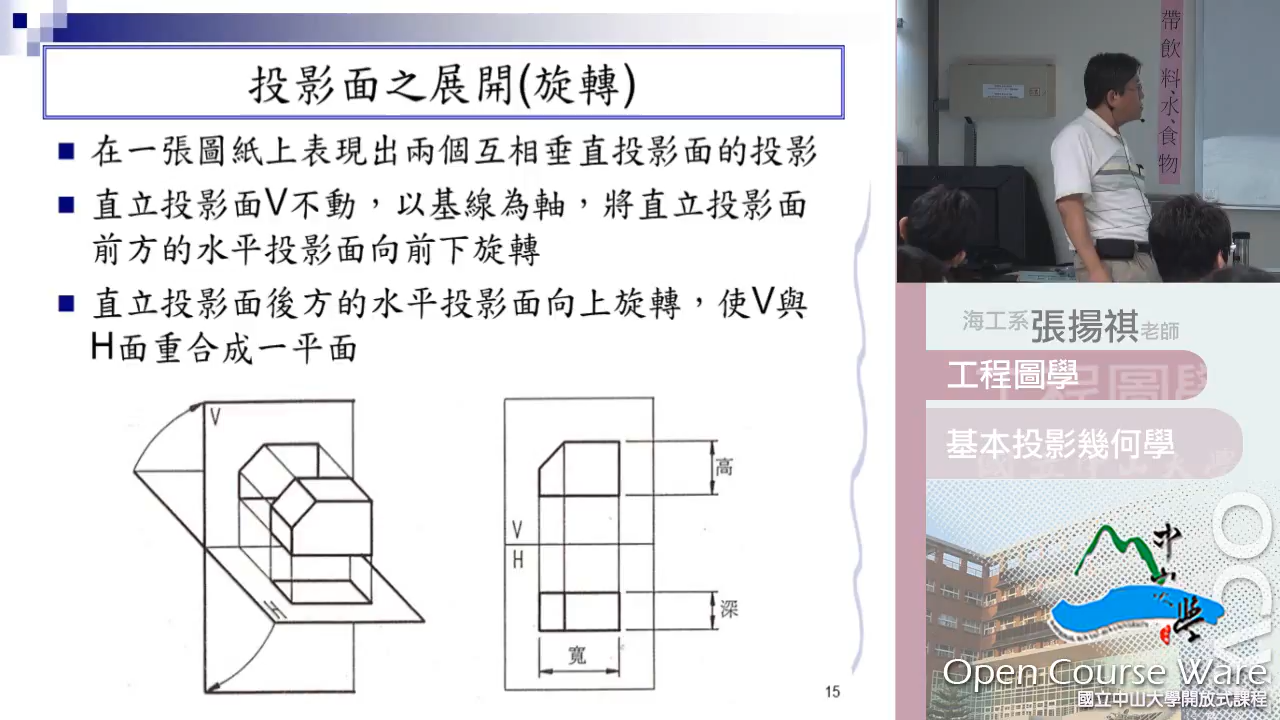 投影面之展開(旋轉)
在一張圖紙上表現出兩個互相垂直投影面的投影
直立投影面V不動，以基線為軸，將直立投影面
前方的水平投影面向前下旋轉
直立投影面後方的水平投影面向上旋轉，使V與
H面重合成一平面
V
H
V
H
高
深
寬
15
帶飲料、水、食物
海工系張揚祺老師
工程圖學
基本投影幾何學
中山大學
OCW
Open Course Ware
國立中山大學開放式課程